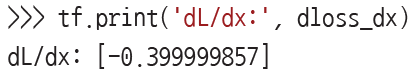 >>> tf.print('dL/dx:', dloss_dx)
dL/dx: [-0.399999857]